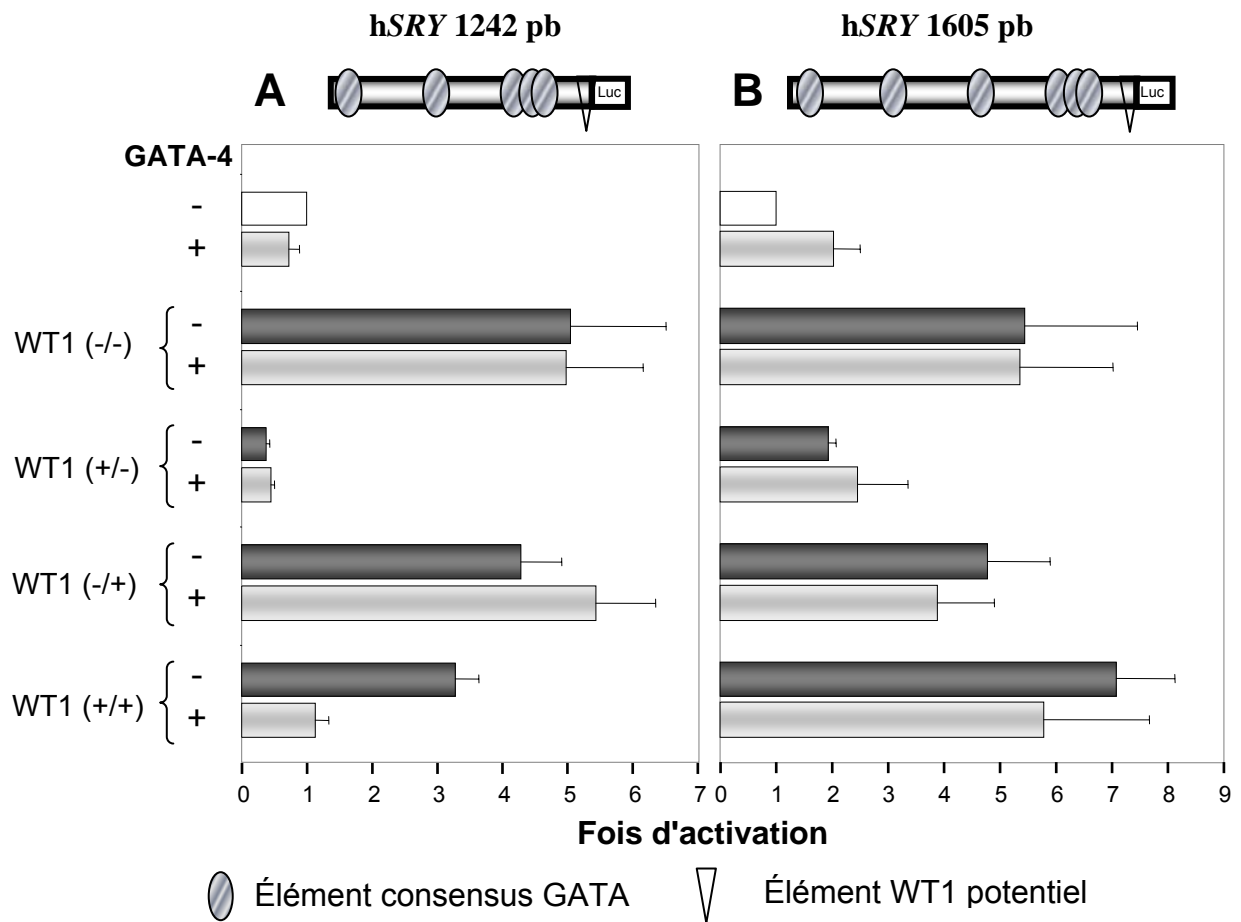 hSRY 1242 pb
hSRY 1605 pb
A
Luc
B
Luc
GATA-4
-
+
WT1 (-/-)
-
+
WT1 (+/-)
-
+
WT1 (-/+)
-
+
WT1 (+/+)
-
+
0 1 2 3 4 5 6 7
0 1 2 3 4 5 6 7 8 9
Fois d'activation
Élément consensus GATA
Élément WT1 potentiel